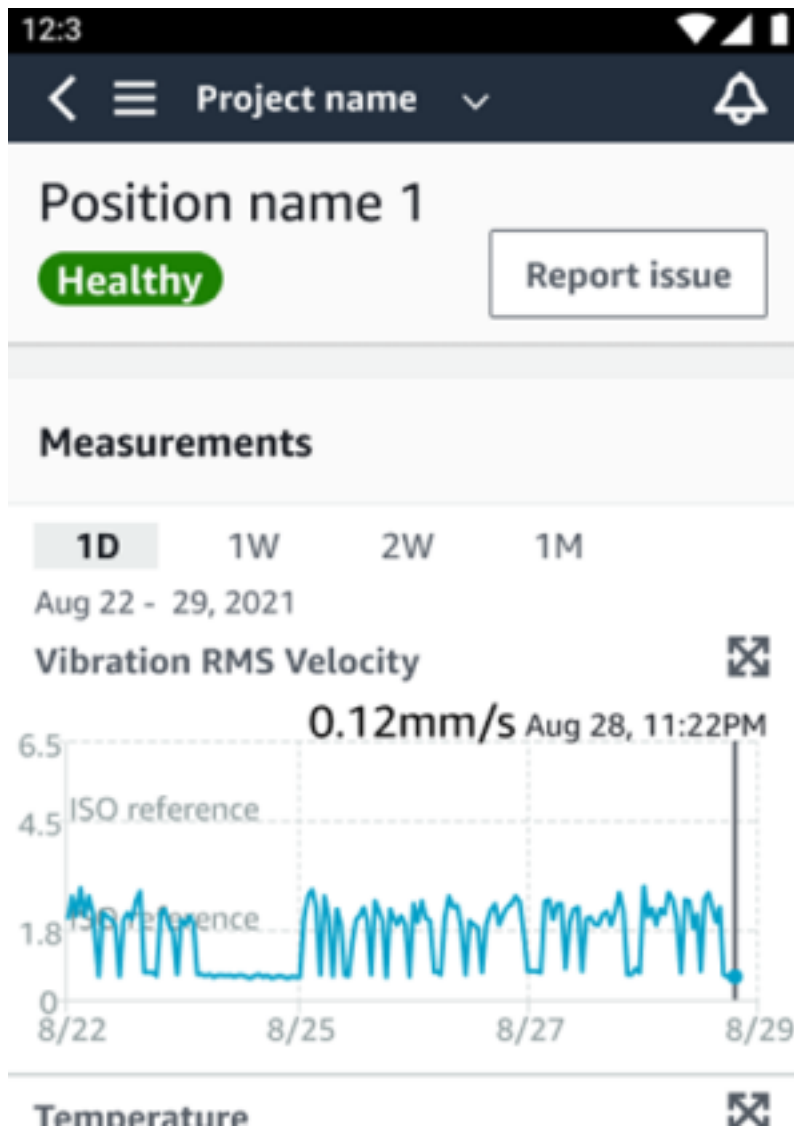 12:3
Project name
Position name 1
Healthy
Report issue
Measurements
1D 1W 2W 1M
Aug 22 - 29, 2021
Vibration RMS Velocity
0.12mm/s Aug 28, 11:22PM
6.5
ISO reference
4.5
ISO reference
1.8
0
8/22 8/25 8/27 8/29
Temperature